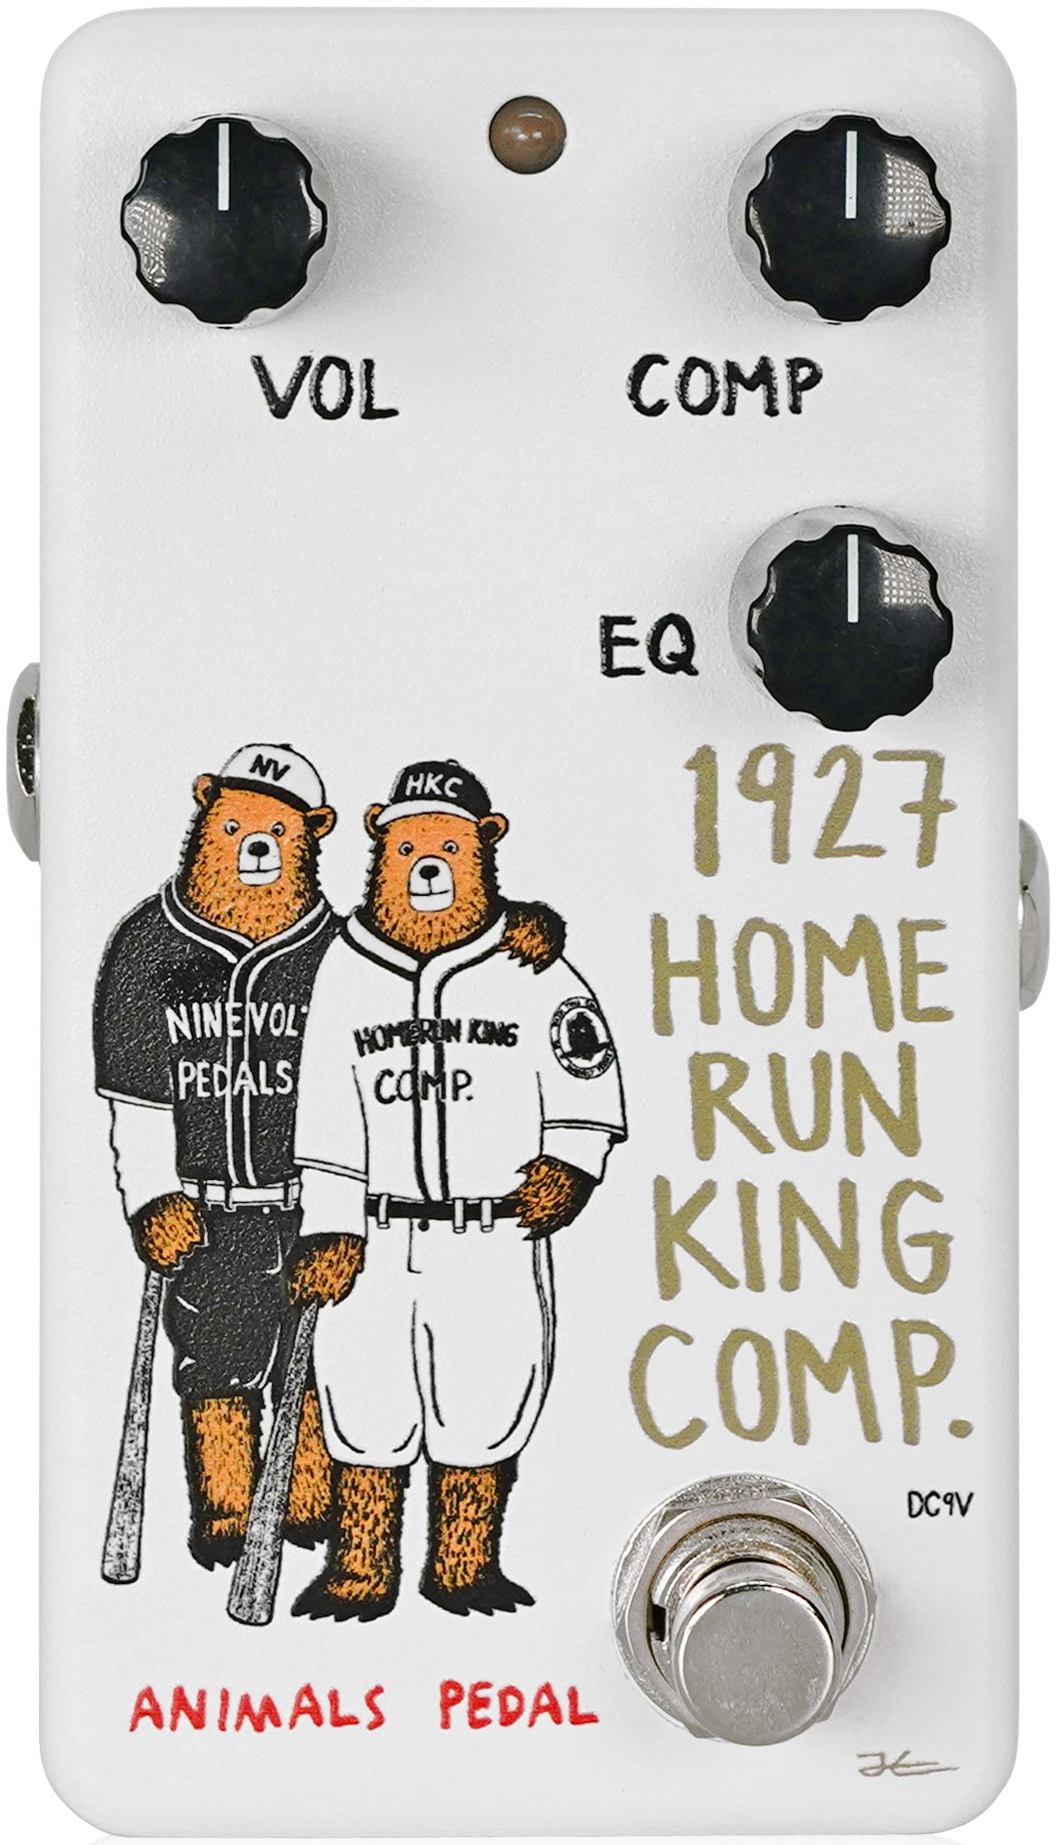 VOL
COMP
EQ
1927
HOME
RUN
KING
COMP.
NV
HKC
NINE VOLT
PEDALS
HOMERUN KING
COMP.
DC9V
ANIMALS PEDAL